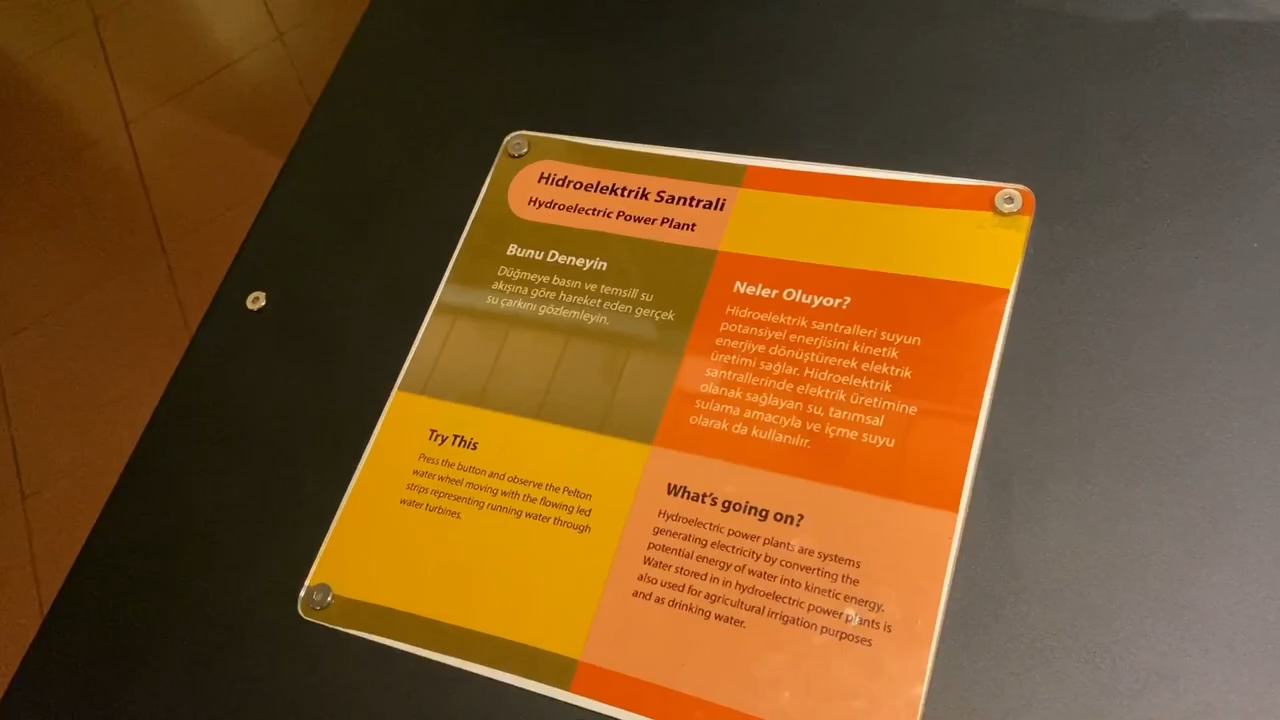 Hidroelektrik Santrali
Hydroelectric Power Plant
Bunu Deneyin
Düğmeye basın ve temsilî su
akışına göre hareket eden gerçek
su çarkını gözlemleyin.
Neler Oluyor?
Hidroelektrik santralleri suyun
potansiyel enerjisini kinetik
enerjiye dönüştürerek elektrik
üretimi sağlar. Hidroelektrik
santrallerinde elektrik üretimine
olanak sağlayan su, tarımsal
sulama amacıyla ve içme suyu
olarak da kullanılır.
Try This
Press the button and observe the Pelton
water wheel moving with the flowing led
strips representing running water through
water turbines.
What's going on?
Hydroelectric power plants are systems
generating electricity by converting the
potential energy of water into kinetic energy.
Water stored in in hydroelectric power plants is
also used for agricultural irrigation purposes
and as drinking water.